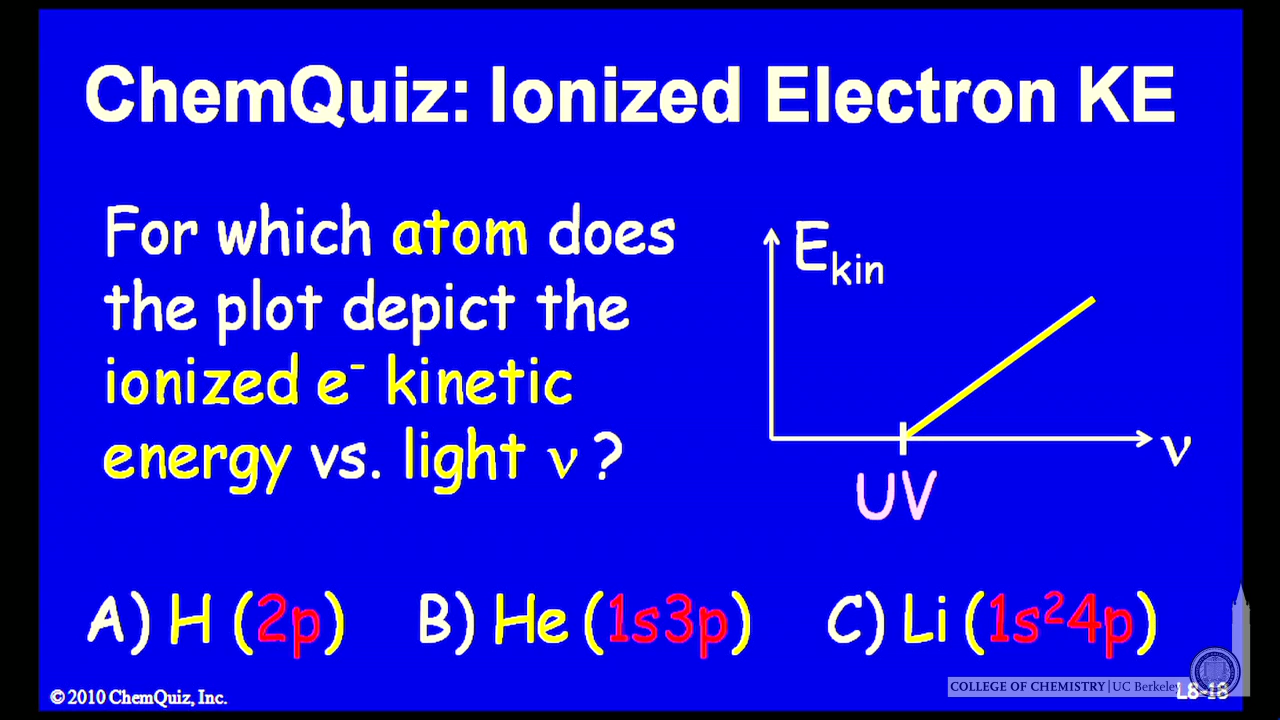 ChemQuiz: Ionized Electron KE
For which atom does
the plot depict the
ionized e⁻ kinetic
energy vs. light ν ?
E_kin
ν
UV
A) H (2p) B) He (1s3p) C) Li (1s²4p)
© 2010 ChemQuiz, Inc.
COLLEGE OF CHEMISTRY | UC Berkeley
L8-18